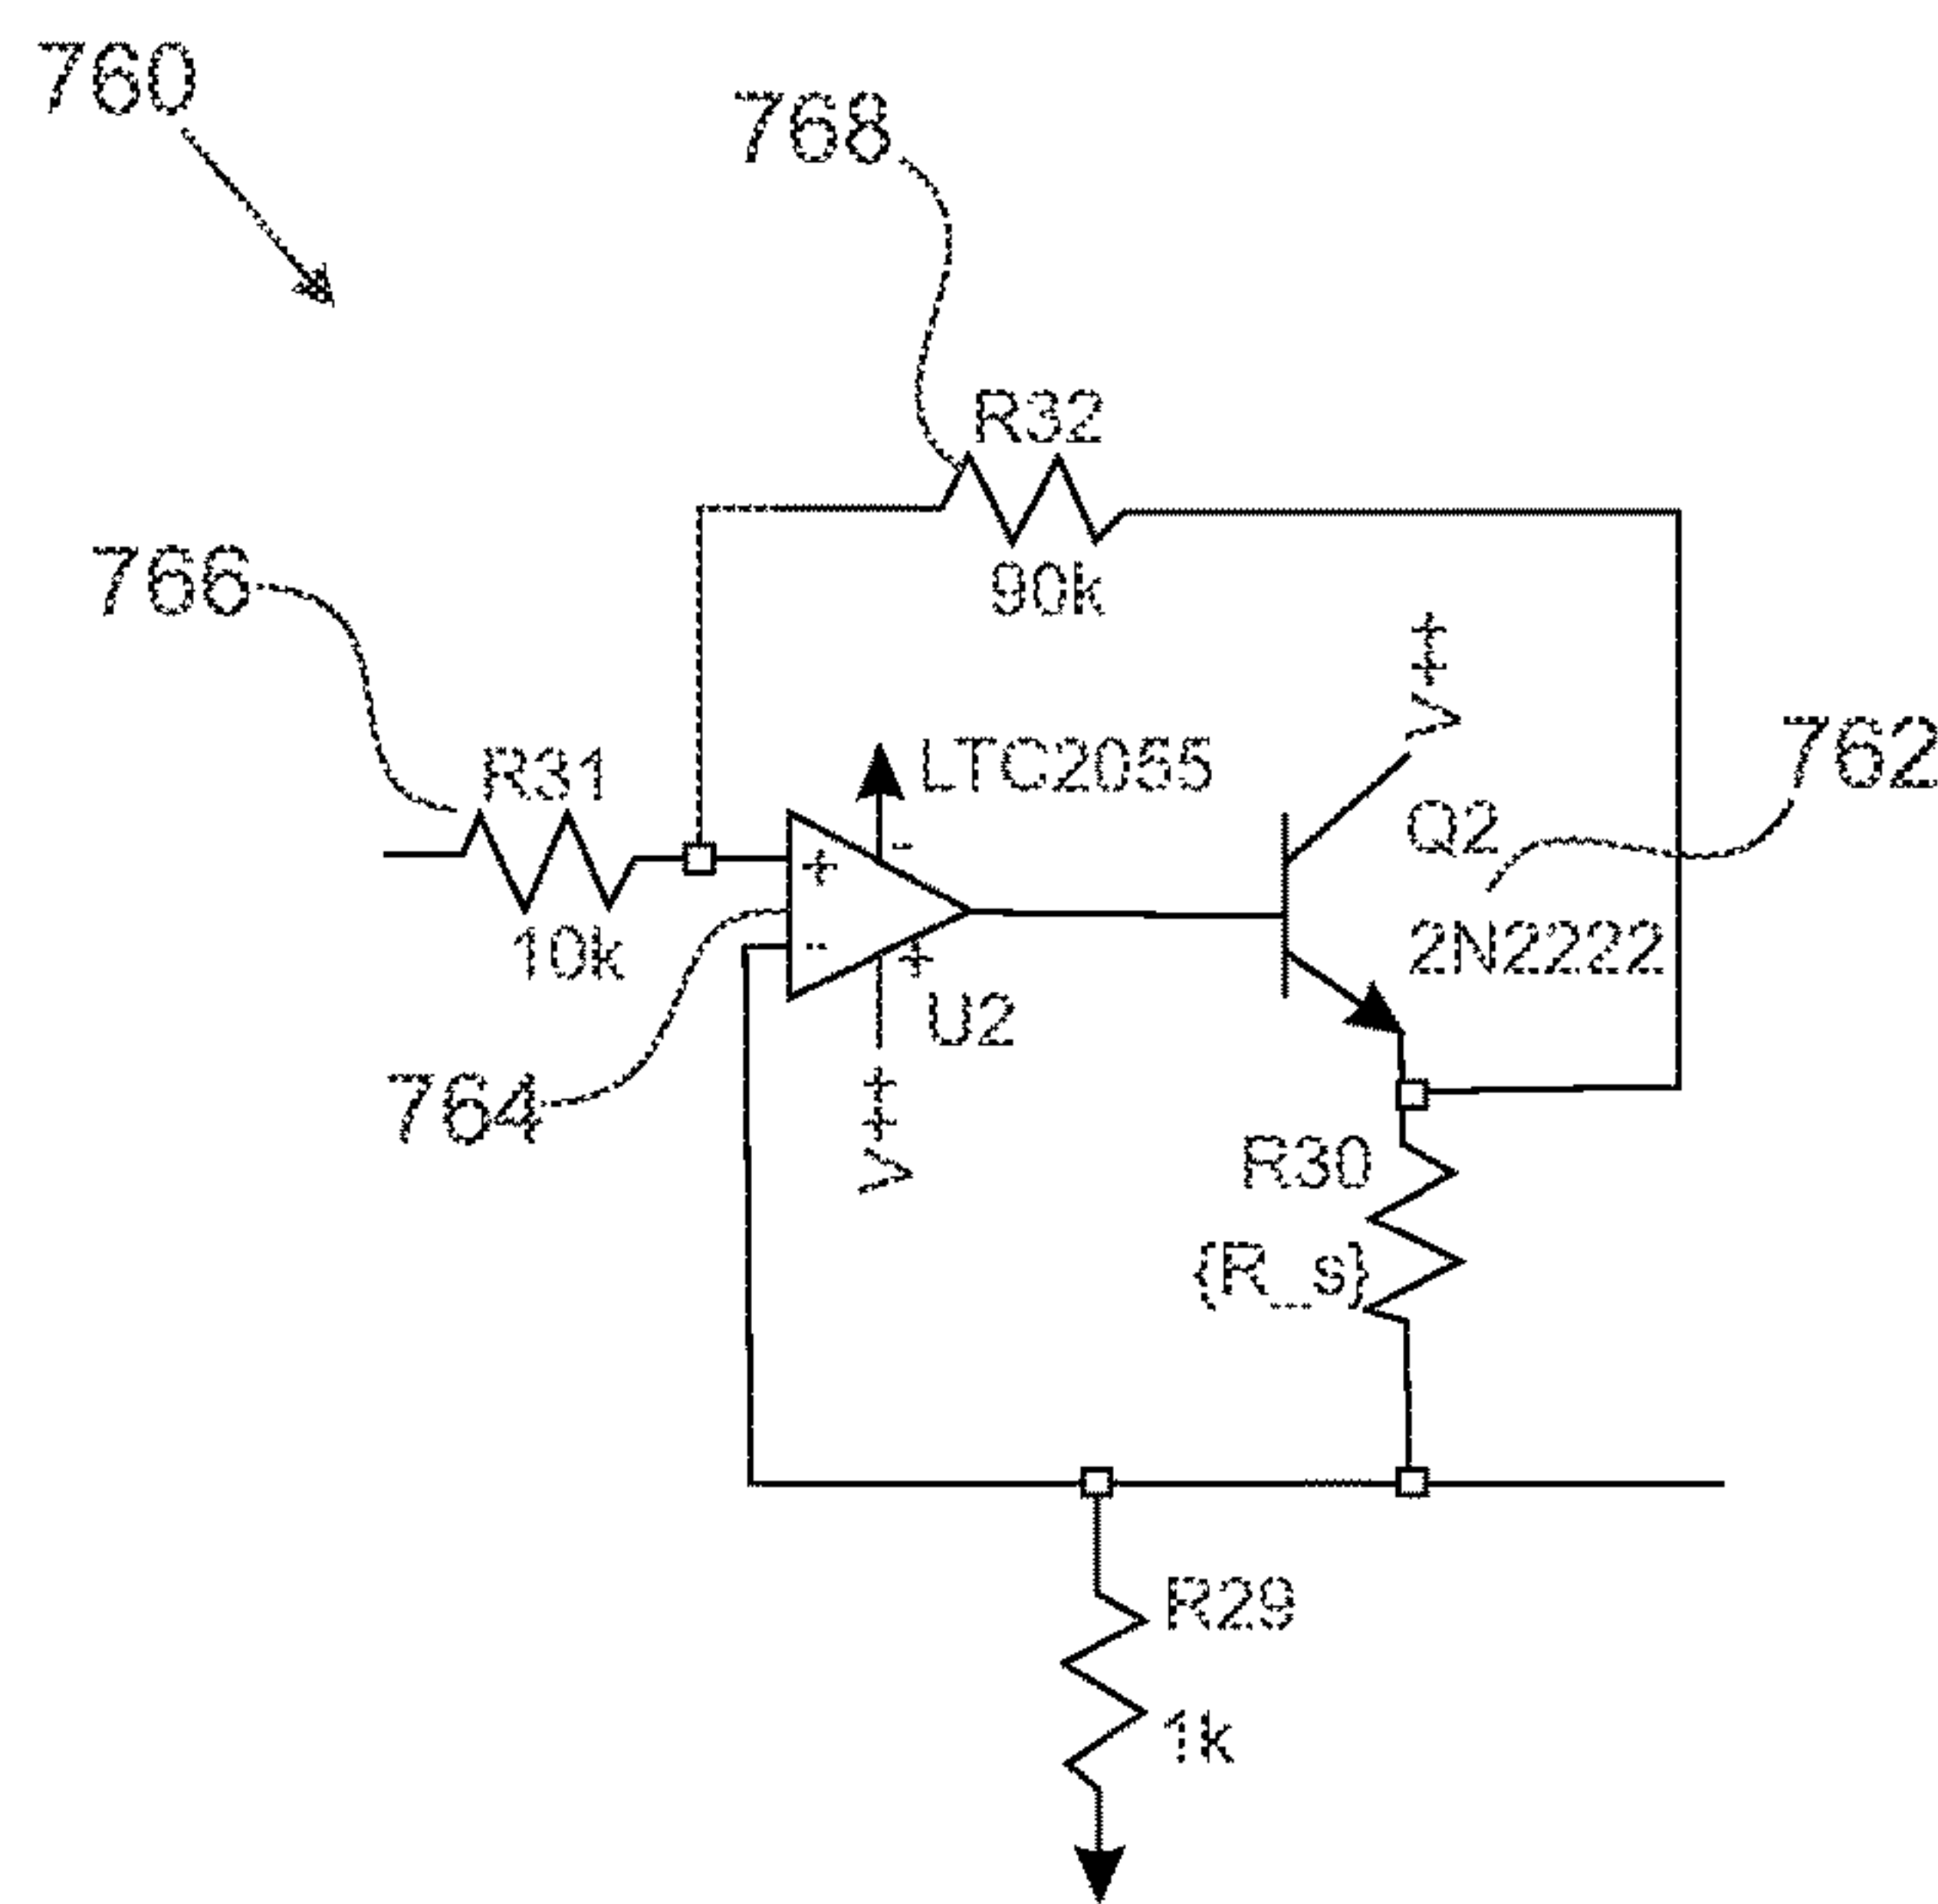 760
768
R32
90k
766
R31
10k
LTC2055
V++
Q2
2N2222
762
+
-
-
+
U2
764
V++
R30
{R_s}
R29
1k